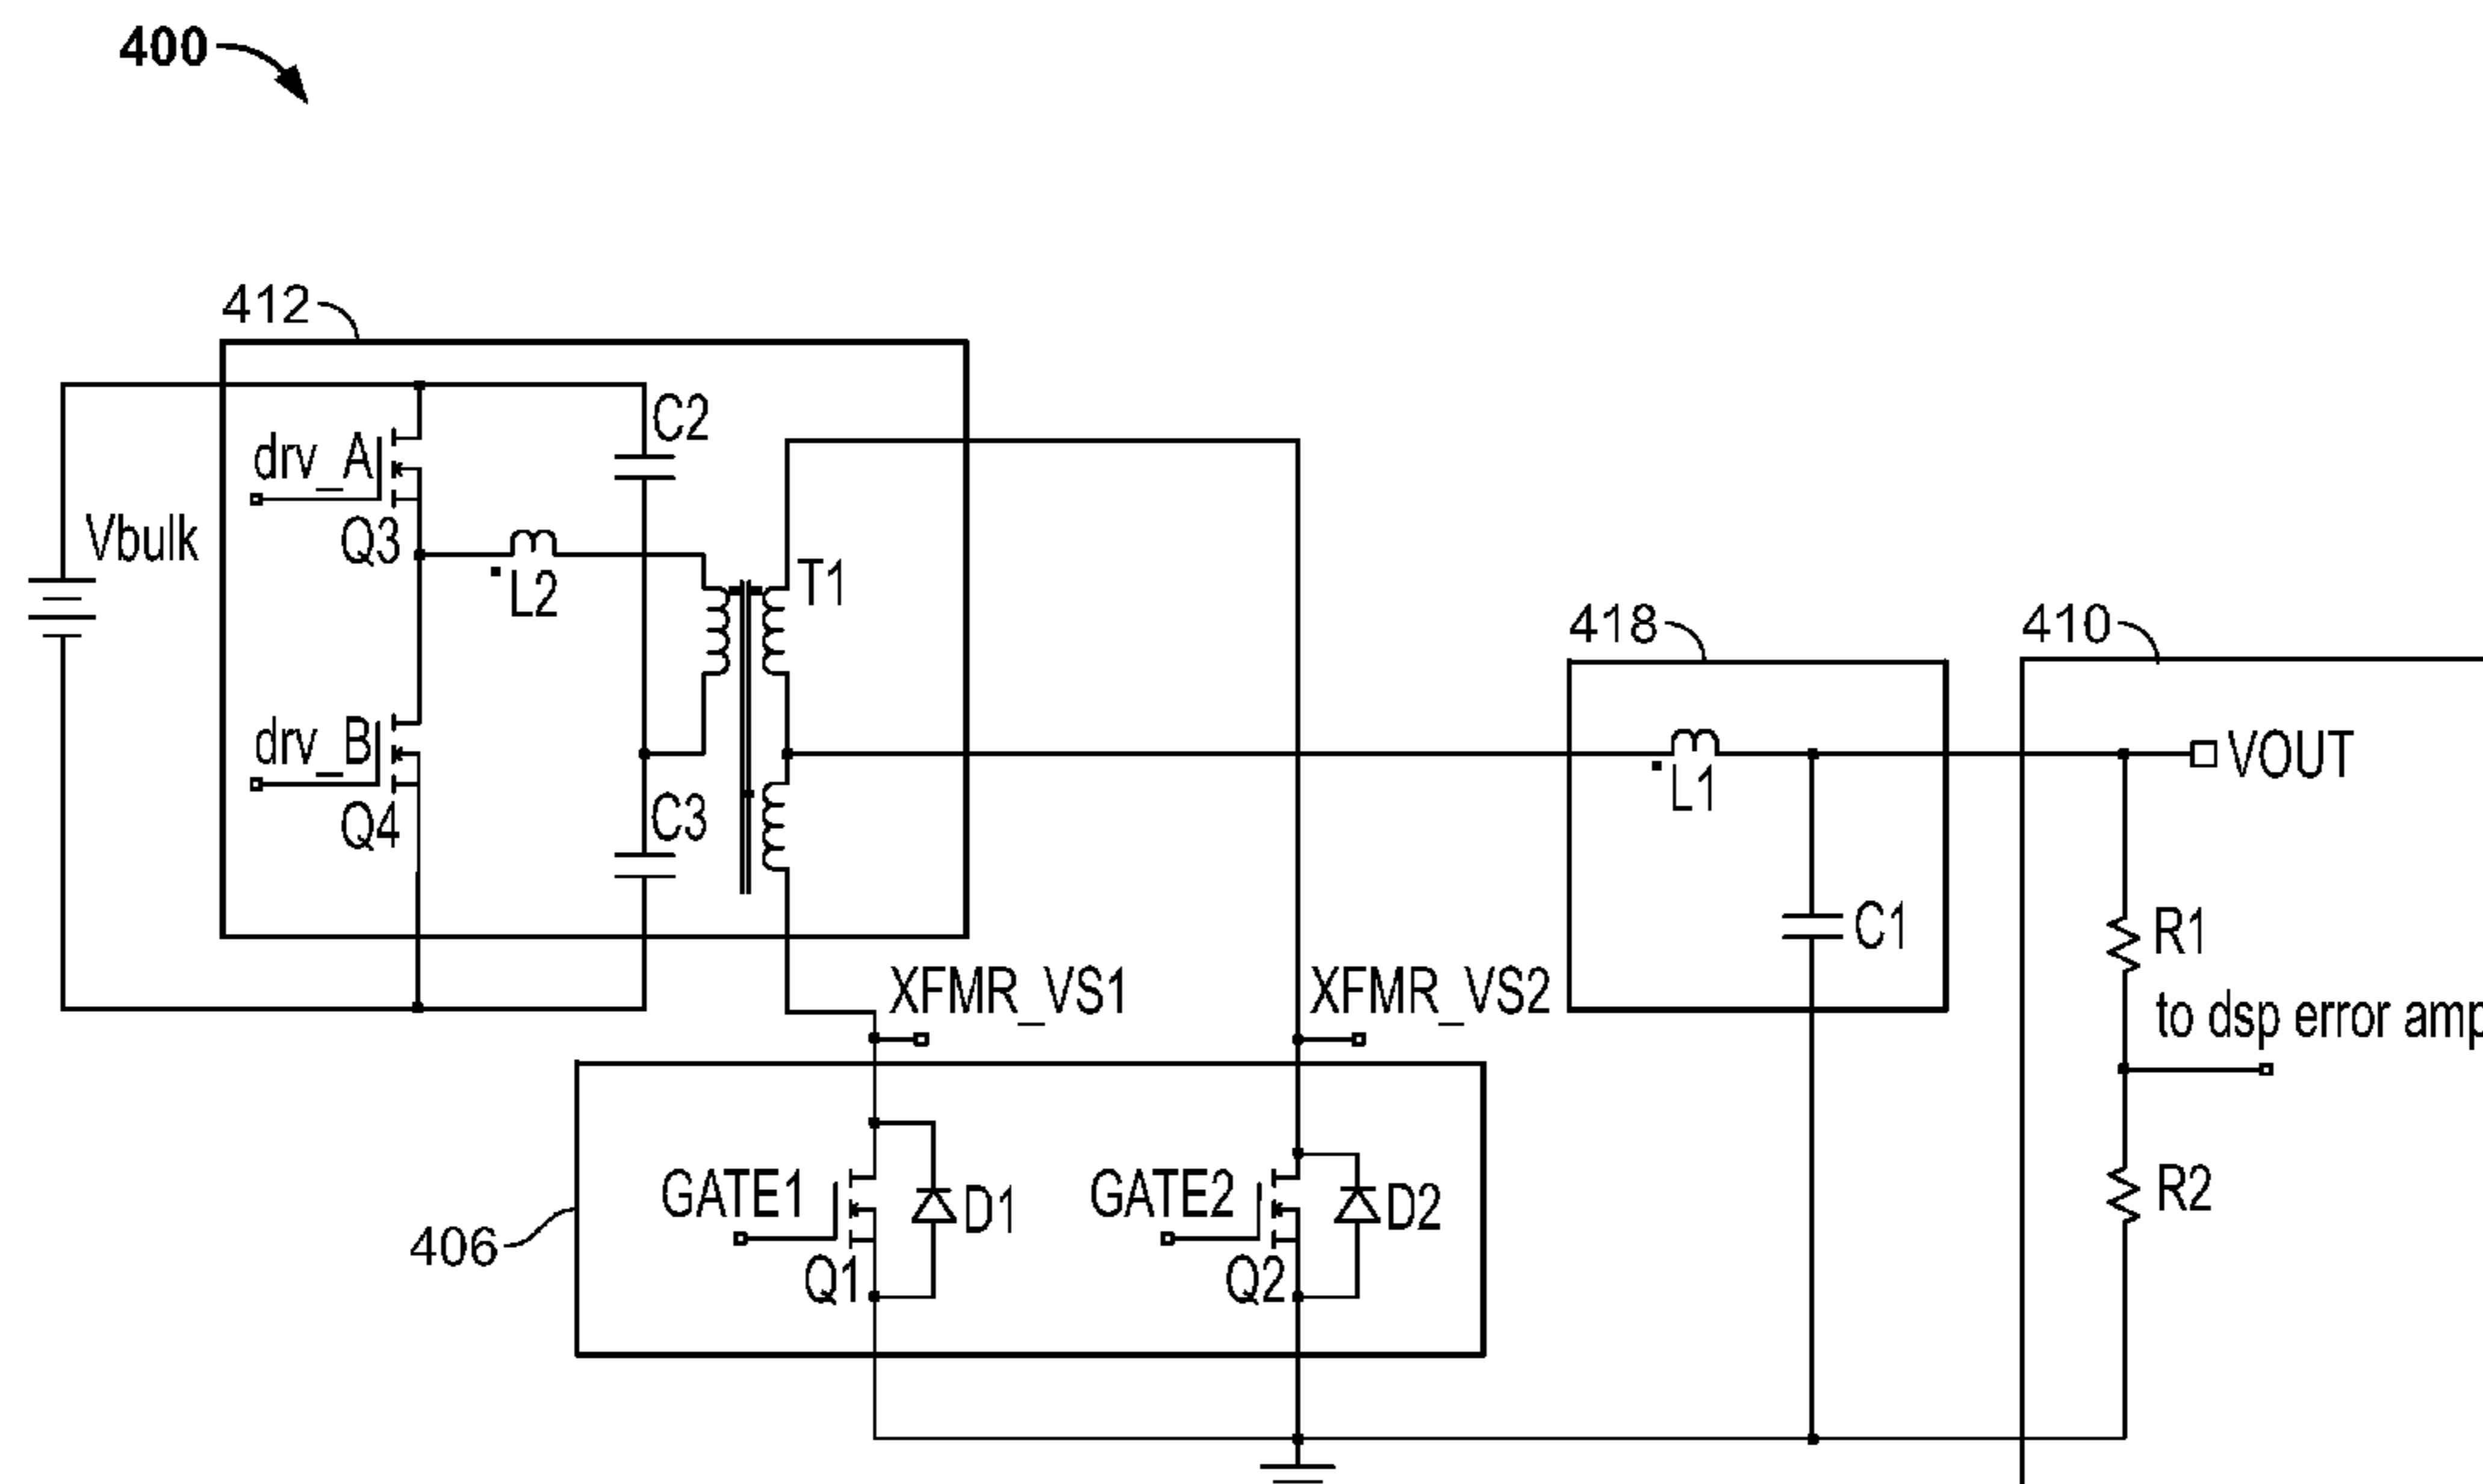 400
412
C2
drv_A
Vbulk
Q3
L2
T1
418
410
drv_B
VOUT
L1
Q4
C3
C1
R1
XFMR_VS1
XFMR_VS2
to dsp error amp
GATE1
D1
GATE2
D2
R2
406
Q1
Q2